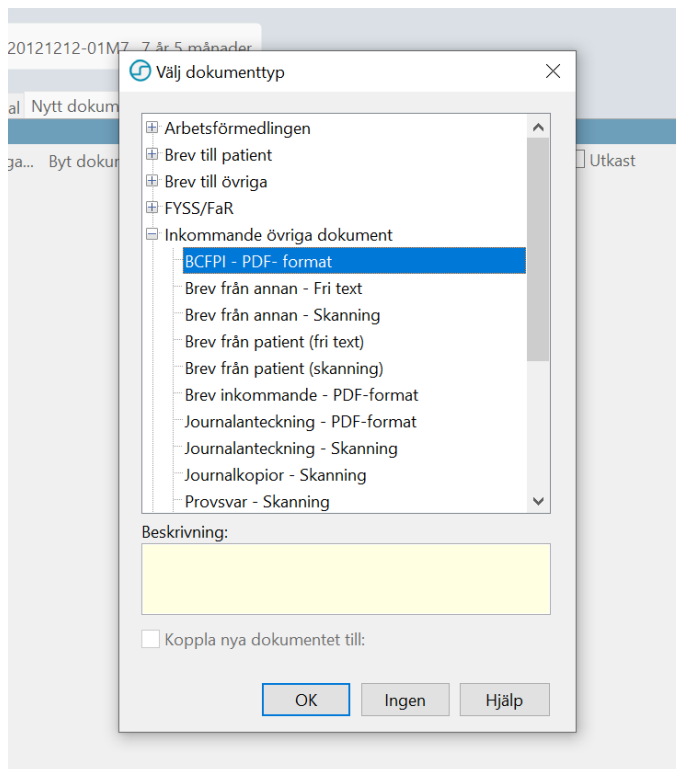 20121212-01M7 7 år 5 månader
Välj dokumenttyp
al Nytt dokum
ga... Byt dokur
Utkast
Arbetsförmedlingen
Brev till patient
Brev till övriga
FYSS/FaR
Inkommande övriga dokument
BCFPI - PDF- format
Brev från annan - Fri text
Brev från annan - Skanning
Brev från patient (fri text)
Brev från patient (skanning)
Brev inkommande - PDF-format
Journalanteckning - PDF-format
Journalanteckning - Skanning
Journalkopior - Skanning
Provsvar - Skanning
Beskrivning:
Koppla nya dokumentet till:
OK
Ingen
Hjälp